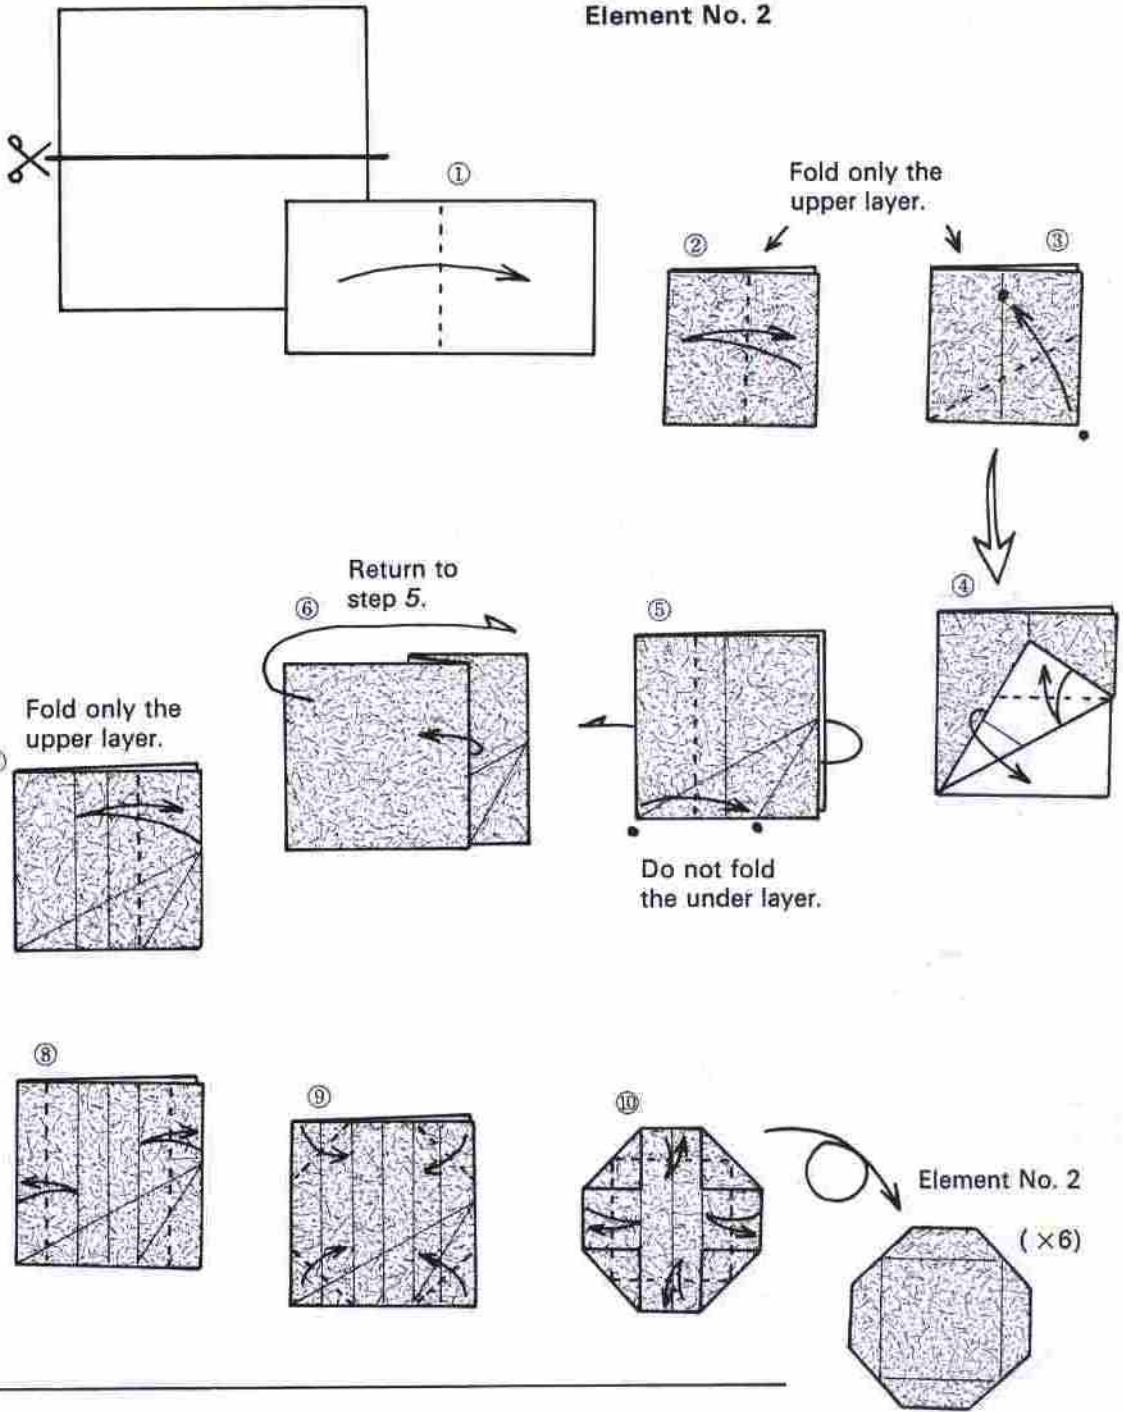 Element No. 2
①
Fold only the
upper layer.
②
③
④
⑤
Do not fold
the under layer.
Return to
step 5.
⑥
Fold only the
upper layer.
⑧
⑨
⑩
Element No. 2
(×6)